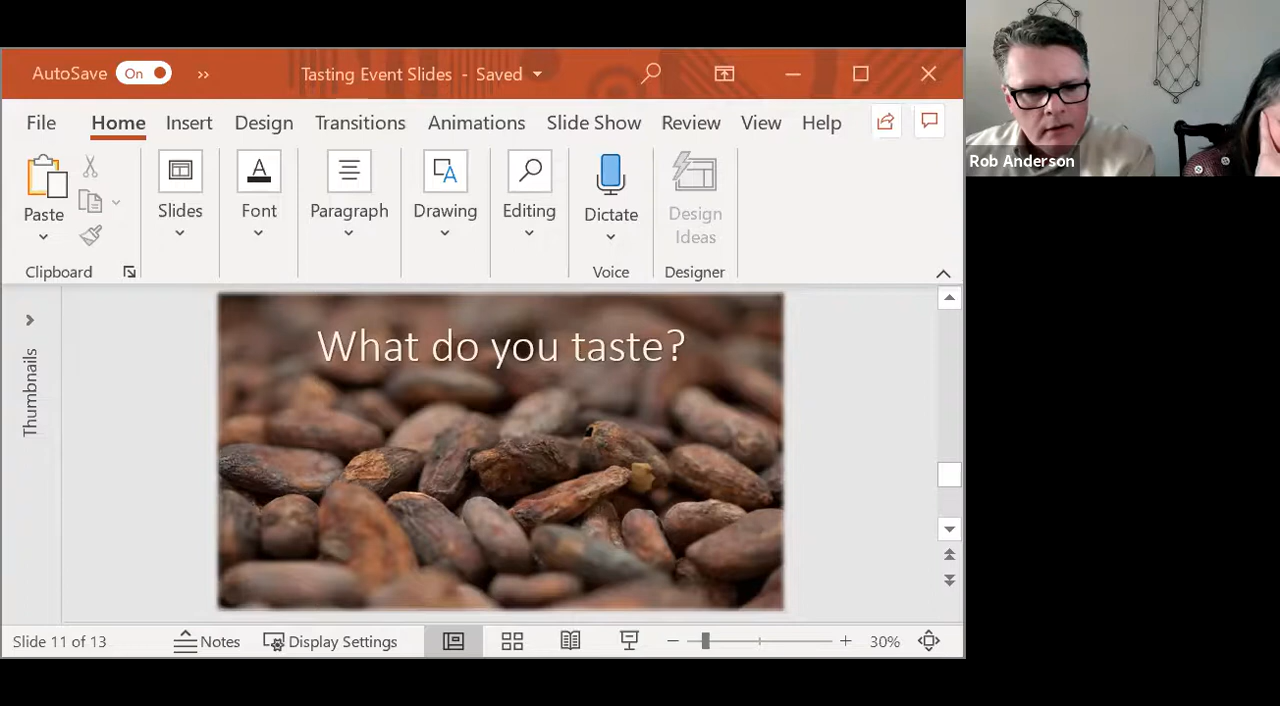 AutoSave On Tasting Event Slides - Saved
File Home Insert Design Transitions Animations Slide Show Review View Help
Paste Slides Font Paragraph Drawing Editing Dictate Design Ideas
Clipboard Voice Designer
Thumbnails
What do you taste?
Slide 11 of 13 Notes Display Settings 30%
Rob Anderson